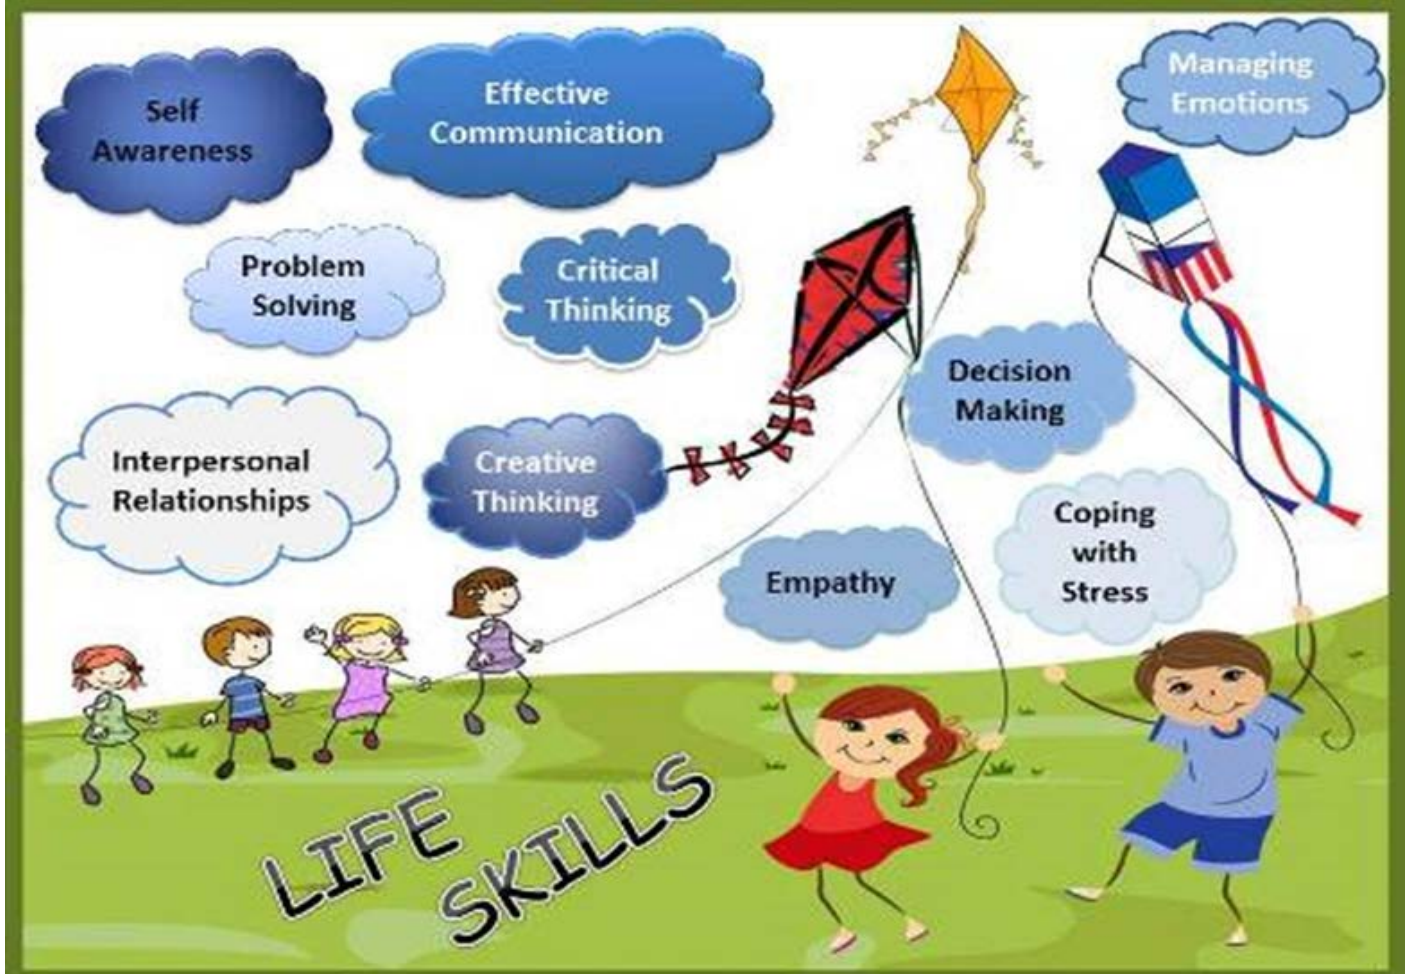 Self
Awareness
Effective
Communication
Managing
Emotions
Problem
Solving
Critical
Thinking
Decision
Making
Interpersonal
Relationships
Creative
Thinking
Empathy
Coping
with
Stress
LIFE
SKILLS